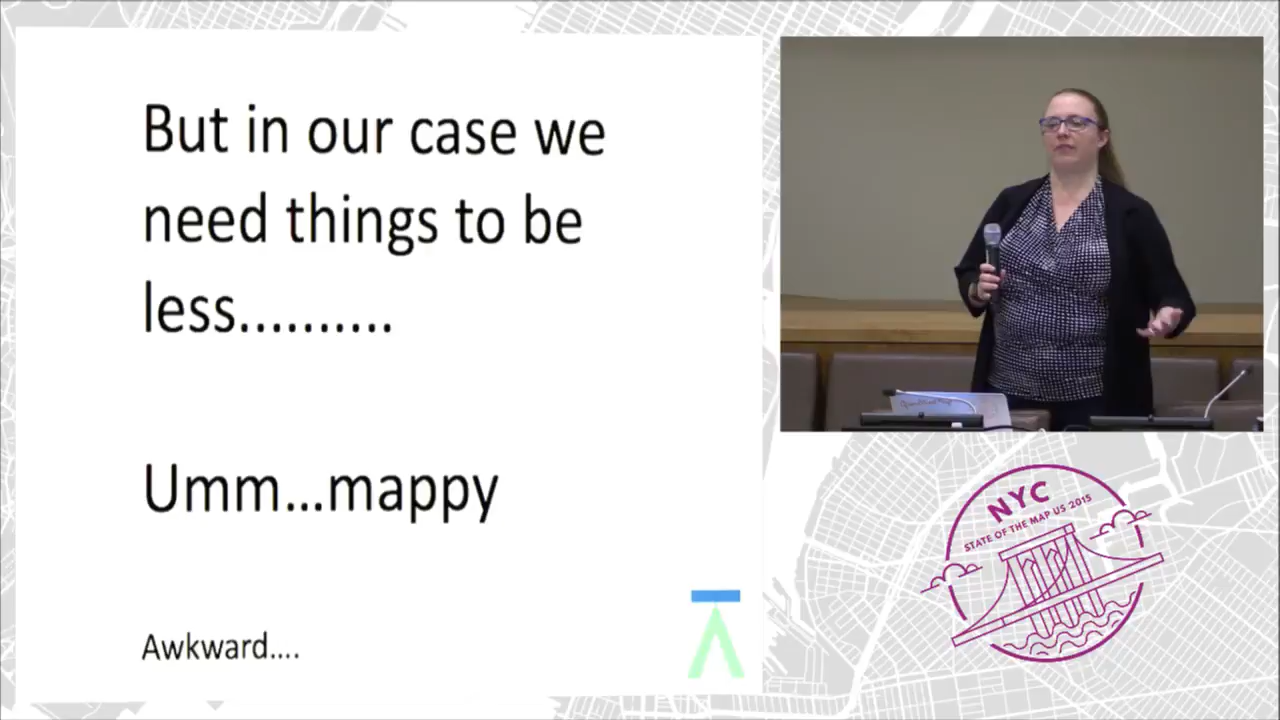 But in our case we
need things to be
less..........
Umm...mappy
Awkward....
NYC
STATE OF THE MAP US 2015